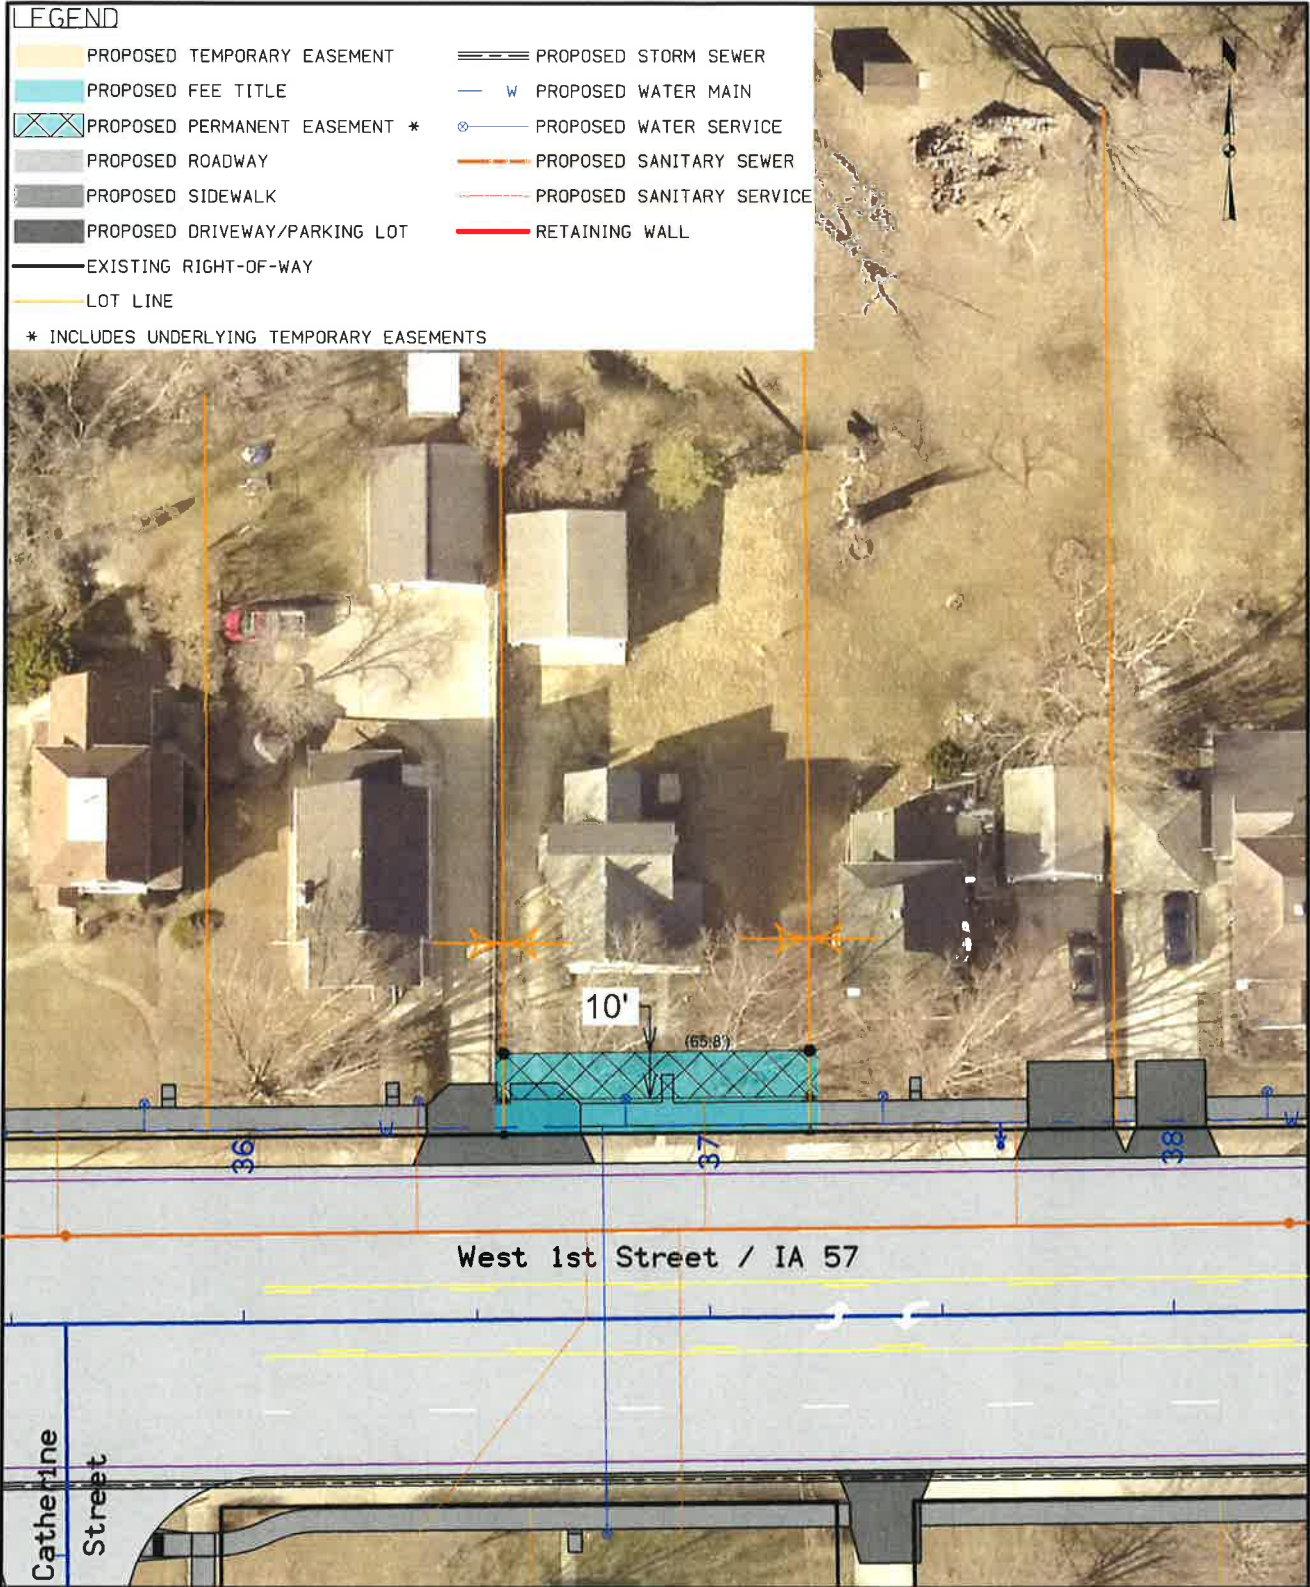 LEGEND
PROPOSED TEMPORARY EASEMENT
PROPOSED FEE TITLE
PROPOSED PERMANENT EASEMENT *
PROPOSED ROADWAY
PROPOSED SIDEWALK
PROPOSED DRIVEWAY/PARKING LOT
EXISTING RIGHT-OF-WAY
LOT LINE
* INCLUDES UNDERLYING TEMPORARY EASEMENTS
PROPOSED STORM SEWER
W PROPOSED WATER MAIN
PROPOSED WATER SERVICE
PROPOSED SANITARY SEWER
PROPOSED SANITARY SERVICE
RETAINING WALL
10'
(65.8')
W
W
36
37
38
West 1st Street / IA 57
Catherine
Street